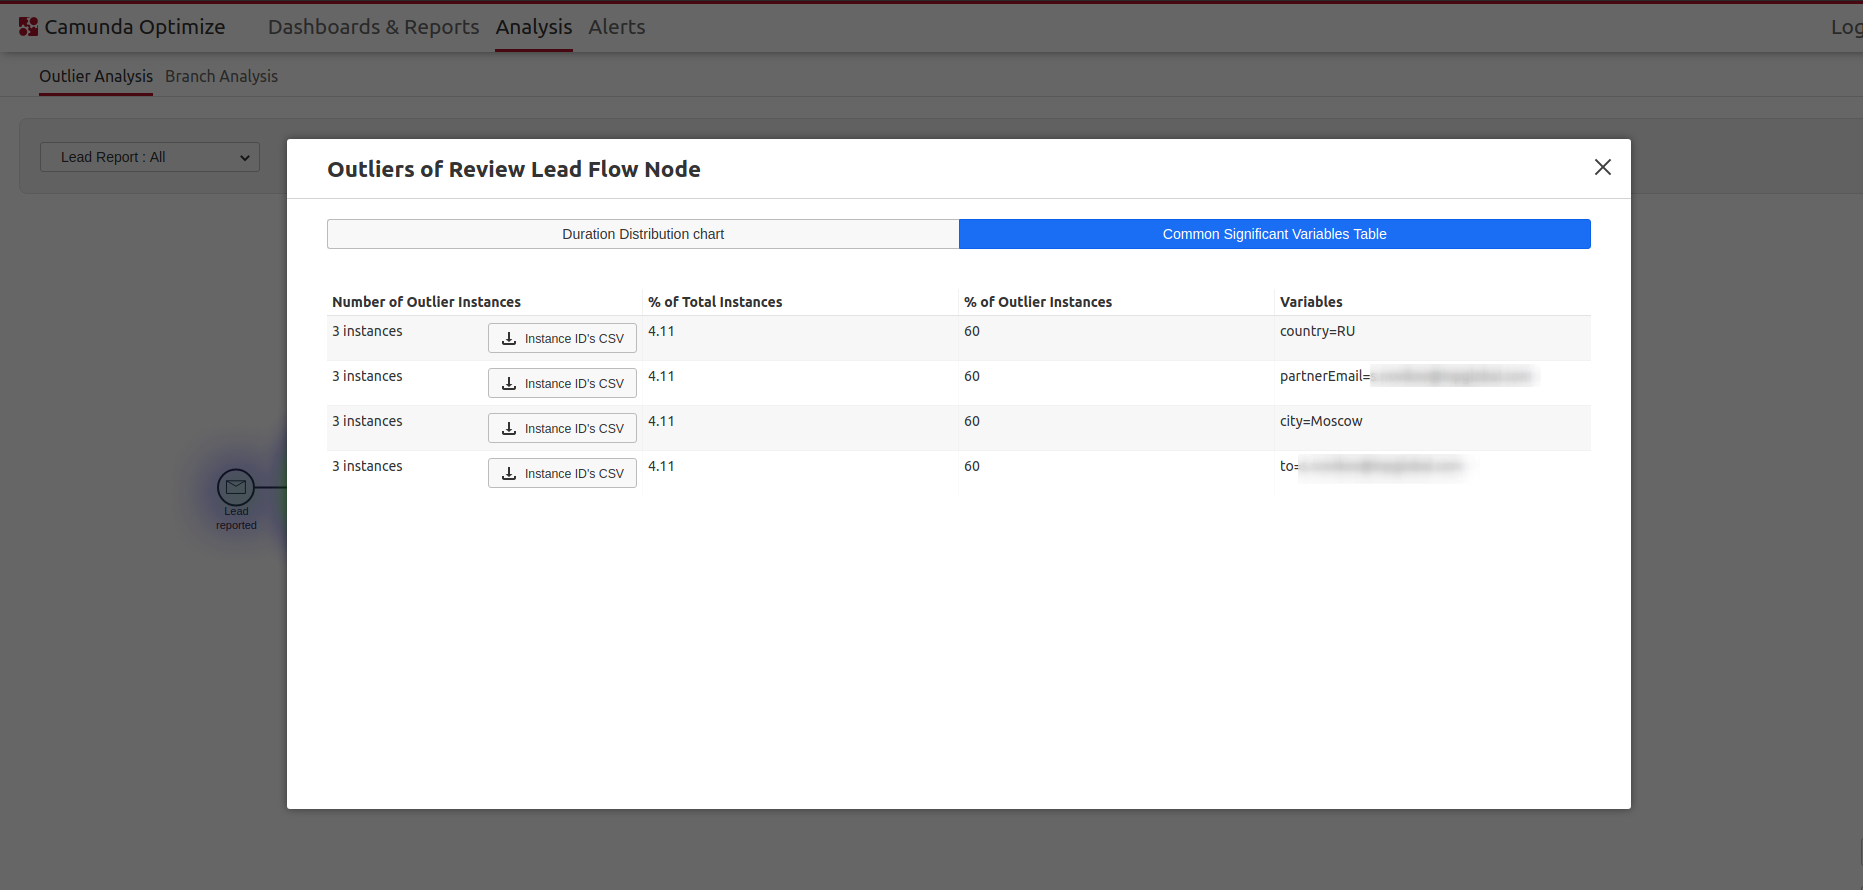 Camunda Optimize Dashboards & Reports Analysis Alerts Log
Outlier Analysis Branch Analysis
Lead Report : All
Outliers of Review Lead Flow Node
Duration Distribution chart Common Significant Variables Table
Number of Outlier Instances % of Total Instances % of Outlier Instances Variables
3 instances Instance ID's CSV 4.11 60 country=RU
3 instances Instance ID's CSV 4.11 60 partnerEmail=
3 instances Instance ID's CSV 4.11 60 city=Moscow
3 instances Instance ID's CSV 4.11 60 to=
Lead
reported